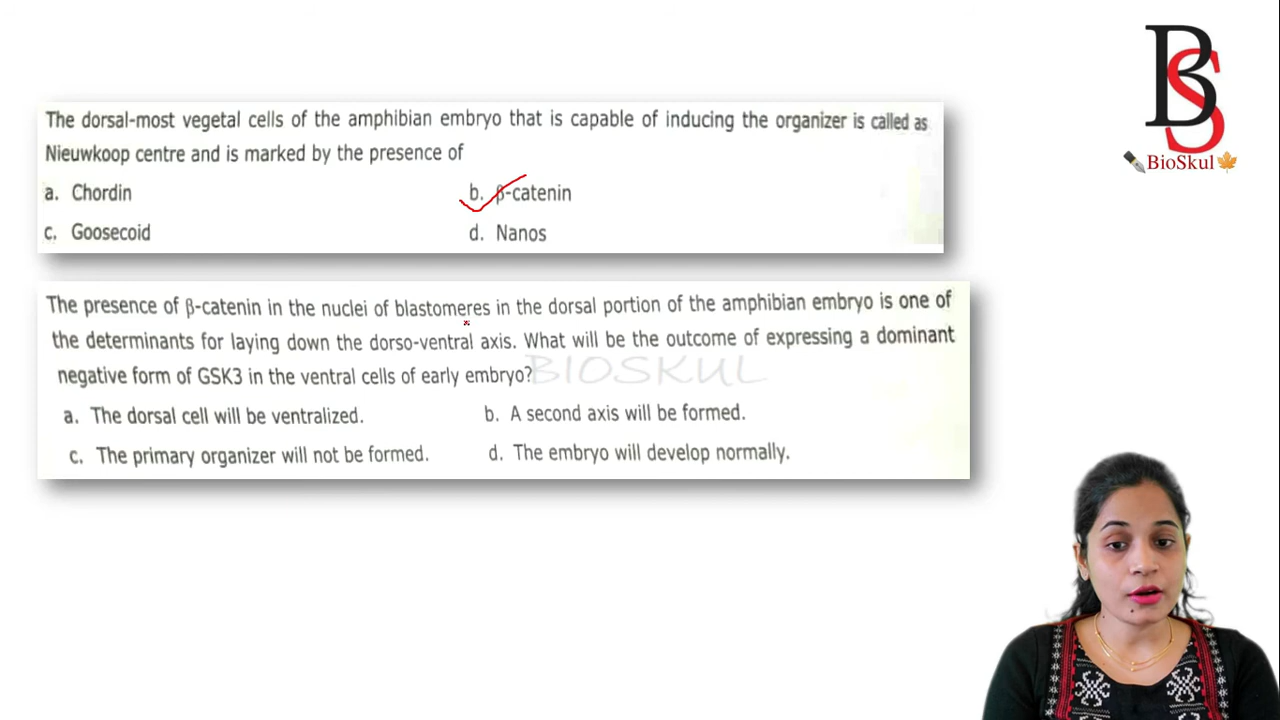 BS
BioSkul
The dorsal-most vegetal cells of the amphibian embryo that is capable of inducing the organizer is called as
Nieuwkoop centre and is marked by the presence of
a. Chordin
b. β-catenin
c. Goosecoid
d. Nanos
The presence of β-catenin in the nuclei of blastomeres in the dorsal portion of the amphibian embryo is one of
the determinants for laying down the dorso-ventral axis. What will be the outcome of expressing a dominant
negative form of GSK3 in the ventral cells of early embryo?
BIOSKUL
a. The dorsal cell will be ventralized.
b. A second axis will be formed.
c. The primary organizer will not be formed.
d. The embryo will develop normally.